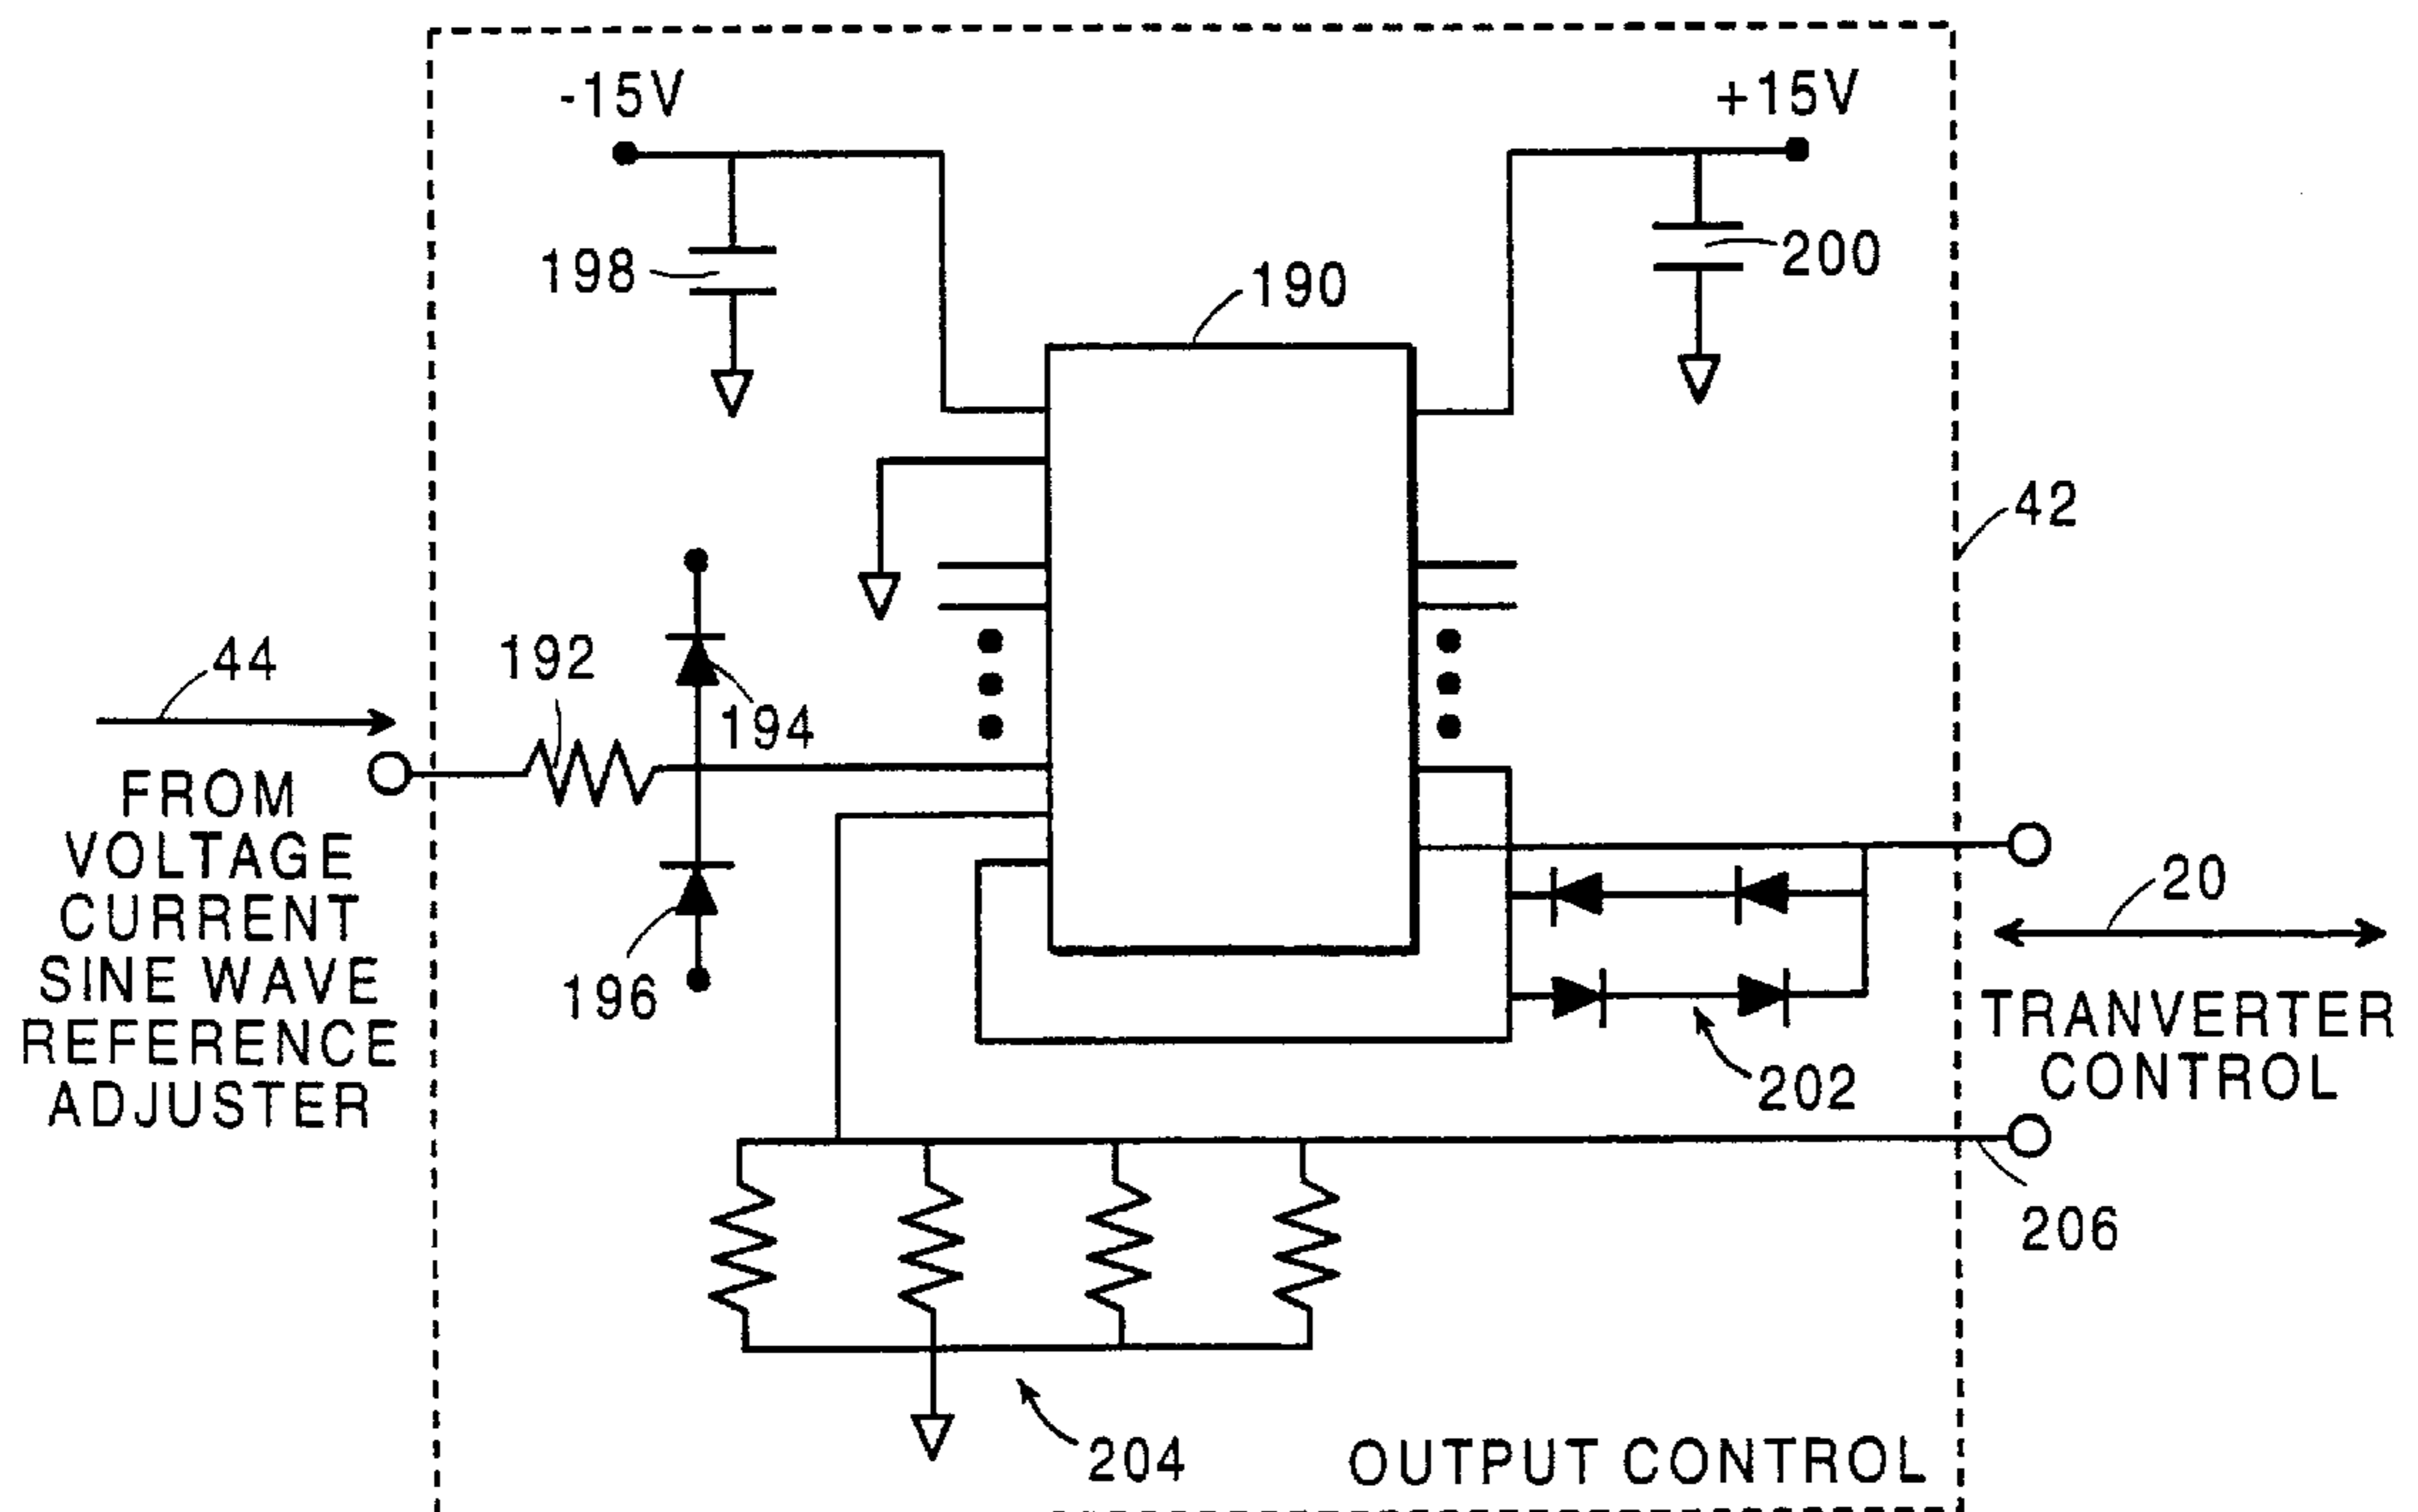 -15V
+15V
198
200
190
42
44
192
194
FROM
VOLTAGE
CURRENT
SINE WAVE
REFERENCE
ADJUSTER
20
196
TRANVERTER
CONTROL
202
206
204
OUTPUT CONTROL